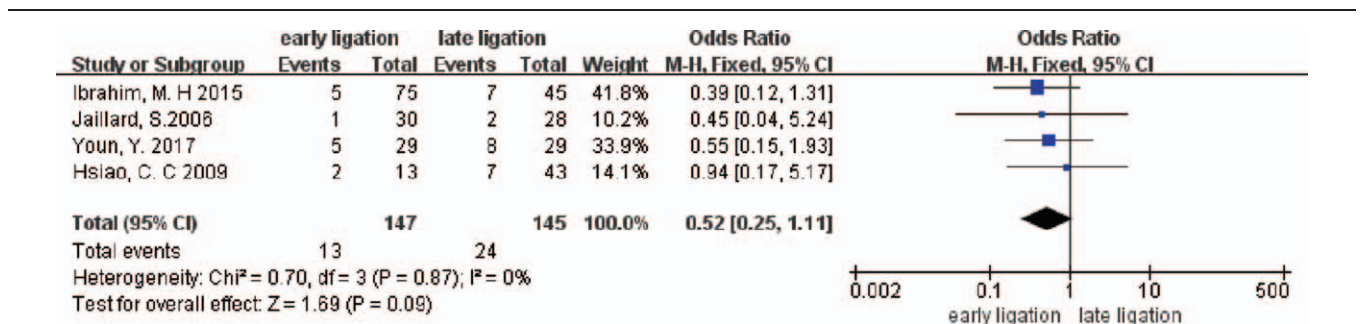 early ligation late ligation Odds Ratio Odds Ratio
Study or Subgroup Events Total Events Total Weight M-H, Fixed, 95% CI M-H, Fixed, 95% CI
Ibrahim, M. H 2015 5 75 7 45 41.8% 0.39 [0.12, 1.31]
Jaillard, S.2006 1 30 2 28 10.2% 0.45 [0.04, 5.24]
Youn, Y. 2017 5 29 8 29 33.9% 0.55 [0.15, 1.93]
Hsiao, C. C 2009 2 13 7 43 14.1% 0.94 [0.17, 5.17]
Total (95% CI) 147 145 100.0% 0.52 [0.25, 1.11]
Total events 13 24
Heterogeneity: Chi² = 0.70, df = 3 (P = 0.87); I² = 0%
Test for overall effect: Z = 1.69 (P = 0.09)
0.002 0.1 1 10 500
early ligation late ligation